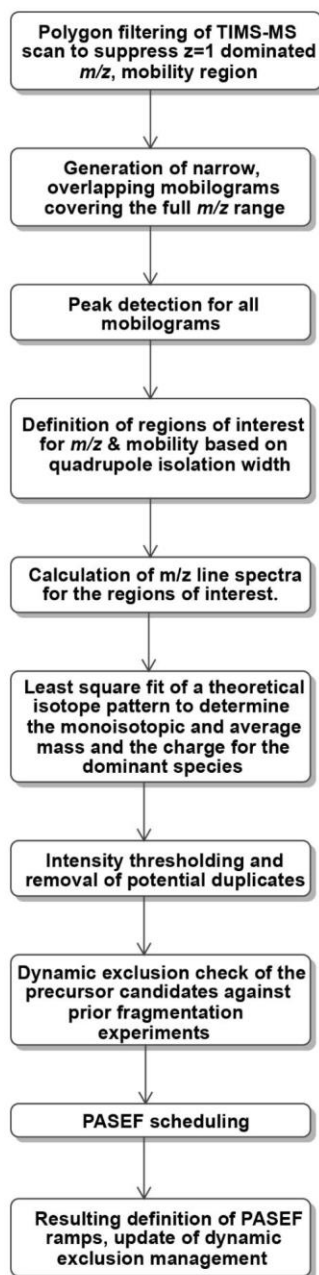 Polygon filtering of TIMS-MS
scan to suppress z=1 dominated
m/z, mobility region
Generation of narrow,
overlapping mobilograms
covering the full m/z range
Peak detection for all
mobilograms
Definition of regions of interest
for m/z & mobility based on
quadrupole isolation width
Calculation of m/z line spectra
for the regions of interest.
Least square fit of a theoretical
isotope pattern to determine
the monoisotopic and average
mass and the charge for the
dominant species
Intensity thresholding and
removal of potential duplicates
Dynamic exclusion check of the
precursor candidates against
prior fragmentation
experiments
PASEF scheduling
Resulting definition of PASEF
ramps, update of dynamic
exclusion management